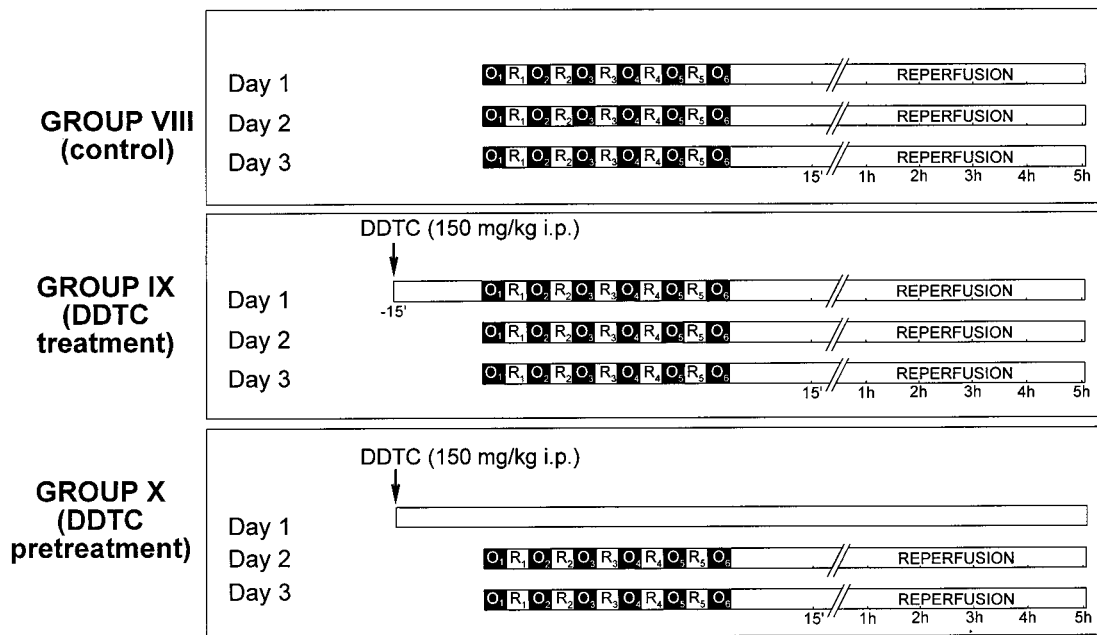 GROUP VIII
(control)
Day 1
O1 R1 O2 R2 O3 R3 O4 R4 O5 R5 O6 REPERFUSION
Day 2
O1 R1 O2 R2 O3 R3 O4 R4 O5 R5 O6 REPERFUSION
Day 3
O1 R1 O2 R2 O3 R3 O4 R4 O5 R5 O6 REPERFUSION
15' 1h 2h 3h 4h 5h
GROUP IX
(DDTC
treatment)
DDTC (150 mg/kg i.p.)
Day 1
O1 R1 O2 R2 O3 R3 O4 R4 O5 R5 O6 REPERFUSION
-15'
Day 2
O1 R1 O2 R2 O3 R3 O4 R4 O5 R5 O6 REPERFUSION
Day 3
O1 R1 O2 R2 O3 R3 O4 R4 O5 R5 O6 REPERFUSION
15' 1h 2h 3h 4h 5h
GROUP X
(DDTC
pretreatment)
DDTC (150 mg/kg i.p.)
Day 1
Day 2
O1 R1 O2 R2 O3 R3 O4 R4 O5 R5 O6 REPERFUSION
Day 3
O1 R1 O2 R2 O3 R3 O4 R4 O5 R5 O6 REPERFUSION
15' 1h 2h 3h 4h 5h